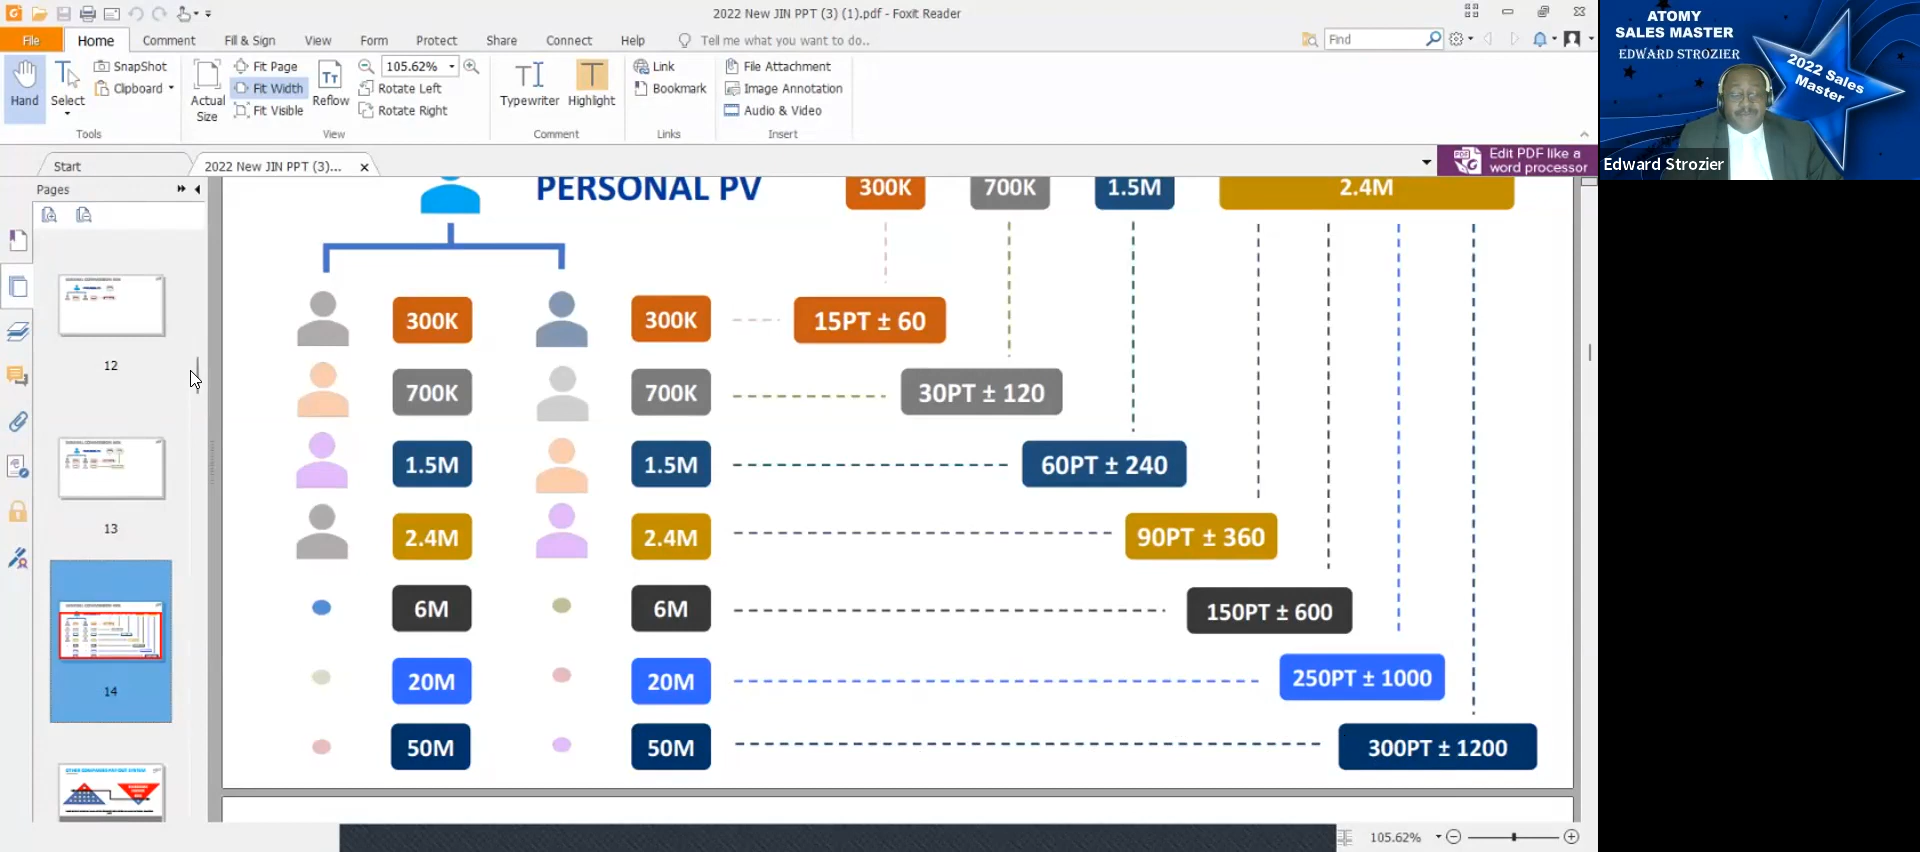 2022 New JIN PPT (3) (1).pdf - Foxit Reader
File Home Comment Fill & Sign View Form Protect Share Connect Help Tell me what you want to do.. Find
Hand
Select
SnapShot
Clipboard
Tools
Actual Size
Fit Page
Fit Width
Fit Visible
Reflow
105.62%
Rotate Left
Rotate Right
View
Typewriter
Highlight
Comment
Link
Bookmark
Links
File Attachment
Image Annotation
Audio & Video
Insert
Start
2022 New JIN PPT (3)...
Edit PDF like a
word processor
Pages
12
13
14
PERSONAL PV 300K 700K 1.5M 2.4M
300K 300K 15PT ± 60
700K 700K 30PT ± 120
1.5M 1.5M 60PT ± 240
2.4M 2.4M 90PT ± 360
6M 6M 150PT ± 600
20M 20M 250PT ± 1000
50M 50M 300PT ± 1200
105.62%
ATOMY
SALES MASTER
EDWARD STROZIER
2022 Sales
Master
Edward Strozier